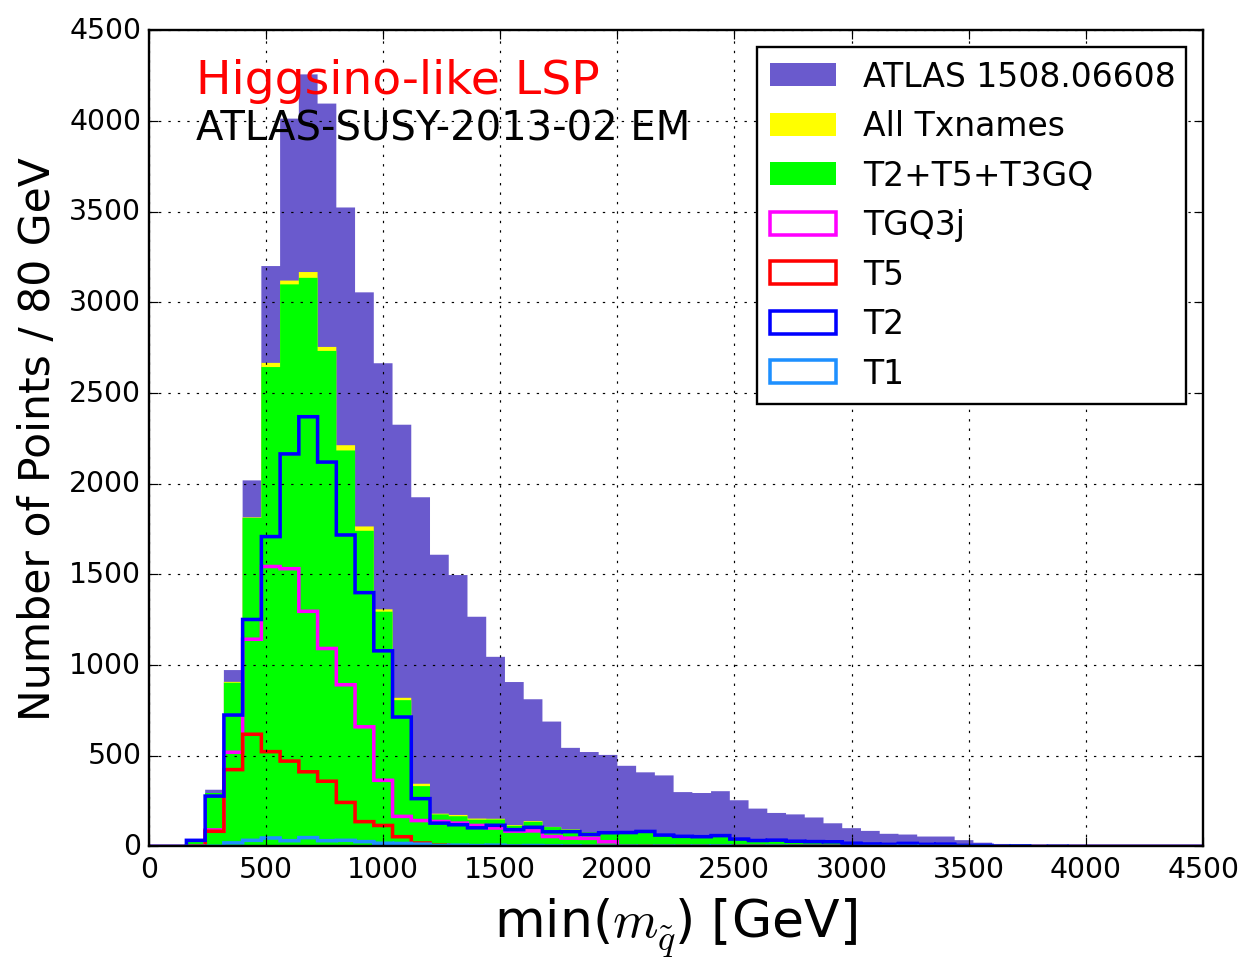 Higgsino-like LSP
ATLAS-SUSY-2013-02 EM
ATLAS 1508.06608
All Txnames
T2+T5+T3GQ
TGQ3j
T5
T2
T1
Number of Points / 80 GeV
4500
4000
3500
3000
2500
2000
1500
1000
500
0
0 500 1000 1500 2000 2500 3000 3500 4000 4500
min(m_q̃) [GeV]